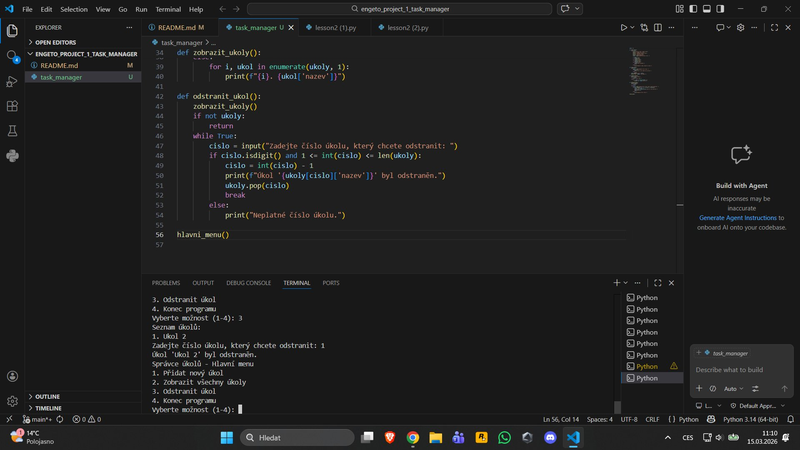 File Edit Selection View Go Run Terminal Help
engeto_project_1_task_manager
EXPLORER
OPEN EDITORS
ENGETO_PROJECT_1_TASK_MANAGER
README.md M
task_manager U
OUTLINE
TIMELINE
README.md M
task_manager U
lesson2 (1).py
lesson2 (2).py
task_manager > ...
34 def zobrazit_ukoly():
39 for i, ukol in enumerate(ukoly, 1):
40 print(f"{i}. {ukol['nazev']}")
41
42 def odstranit_ukol():
43 zobrazit_ukoly()
44 if not ukoly:
45 return
46 while True:
47 cislo = input("Zadejte číslo úkolu, který chcete odstranit: ")
48 if cislo.isdigit() and 1 <= int(cislo) <= len(ukoly):
49 cislo = int(cislo) - 1
50 print(f"Úkol '{ukoly[cislo]['nazev']}' byl odstraněn.")
51 ukoly.pop(cislo)
52 break
53 else:
54 print("Neplatné číslo úkolu.")
55
56 hlavni_menu()
57
PROBLEMS OUTPUT DEBUG CONSOLE TERMINAL PORTS
3. Odstranit úkol
4. Konec programu
Vyberte možnost (1-4): 3
Seznam úkolů:
1. Ukol 2
Zadejte číslo úkolu, který chcete odstranit: 1
Úkol 'Ukol 2' byl odstraněn.
Správce úkolů - Hlavní menu
1. Přidat nový úkol
2. Zobrazit všechny úkoly
3. Odstranit úkol
4. Konec programu
Vyberte možnost (1-4):
Python
Python
Python
Python
Python
Python
Python
Python
CHAT
Build with Agent
AI responses may be
inaccurate
Generate Agent Instructions to
onboard AI onto your codebase.
task_manager
Describe what to build
Auto
L...
Default Appr...
main*+ 0 0
Ln 56, Col 14 Spaces: 4 UTF-8 CRLF {} Python Python 3.14 (64-bit)
14°C
Polojasno
Hledat
CES
11:10
15.03.2026